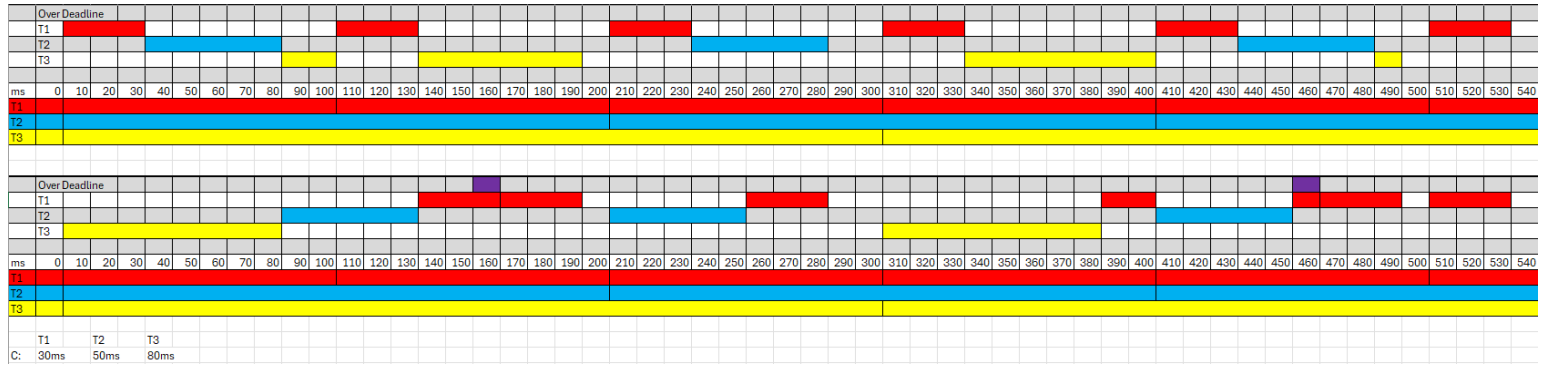 Over Deadline
T1
T2
T3
ms 0 10 20 30 40 50 60 70 80 90 100 110 120 130 140 150 160 170 180 190 200 210 220 230 240 250 260 270 280 290 300 310 320 330 340 350 360 370 380 390 400 410 420 430 440 450 460 470 480 490 500 510 520 530 540
T1
T2
T3
Over Deadline
T1
T2
T3
ms 0 10 20 30 40 50 60 70 80 90 100 110 120 130 140 150 160 170 180 190 200 210 220 230 240 250 260 270 280 290 300 310 320 330 340 350 360 370 380 390 400 410 420 430 440 450 460 470 480 490 500 510 520 530 540
T1
T2
T3
T1 T2 T3
C: 30ms 50ms 80ms